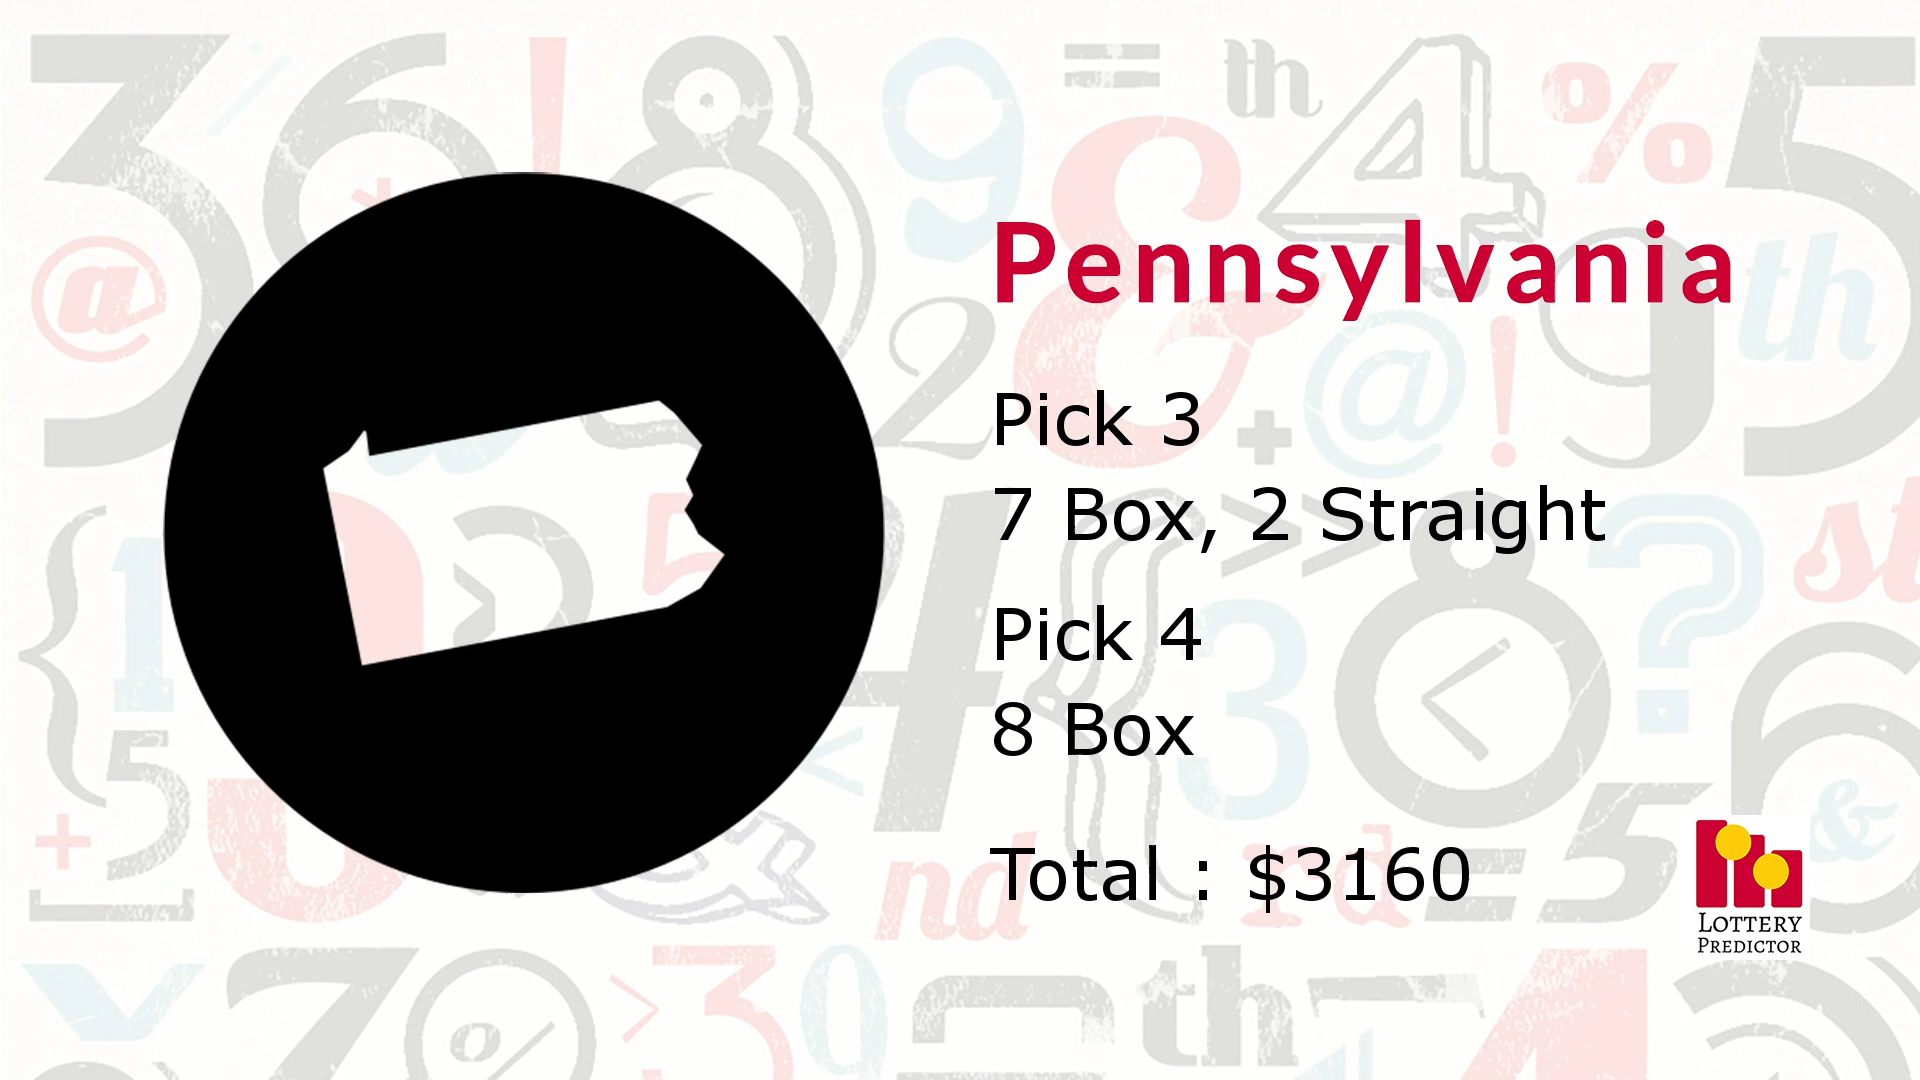 Pennsylvania
Pick 3
7 Box, 2 Straight
Pick 4
8 Box
Total : $3160
LOTTERY
PREDICTOR